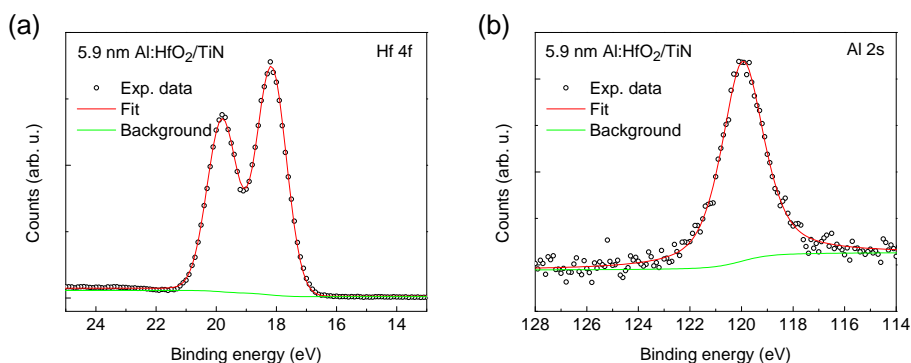 (a)
5.9 nm Al:HfO₂/TiN
Hf 4f
Exp. data
Fit
Background
Counts (arb. u.)
24 22 20 18 16 14
Binding energy (eV)
(b)
5.9 nm Al:HfO₂/TiN
Al 2s
Exp. data
Fit
Background
Counts (arb. u.)
128 126 124 122 120 118 116 114
Binding energy (eV)